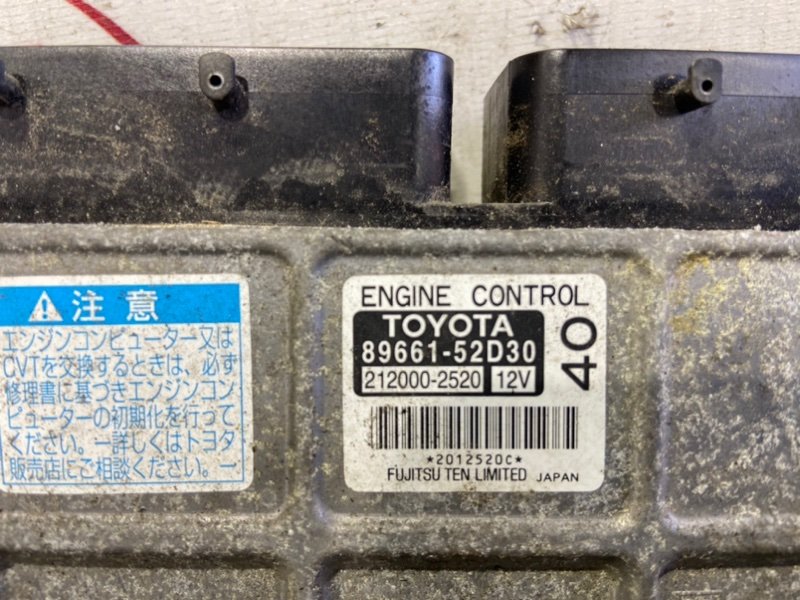 注意
エンジンコンピューター又は
CVTを交換するときは、必ず
修理書に基づきエンジンコン
ピューターの初期化を行って
ください。ー詳しくはトヨタ
販売店にご相談ください。ー
ENGINE CONTROL
TOYOTA
89661-52D30
212000-2520 12V
40
*2012520C*
FUJITSU TEN LIMITED JAPAN